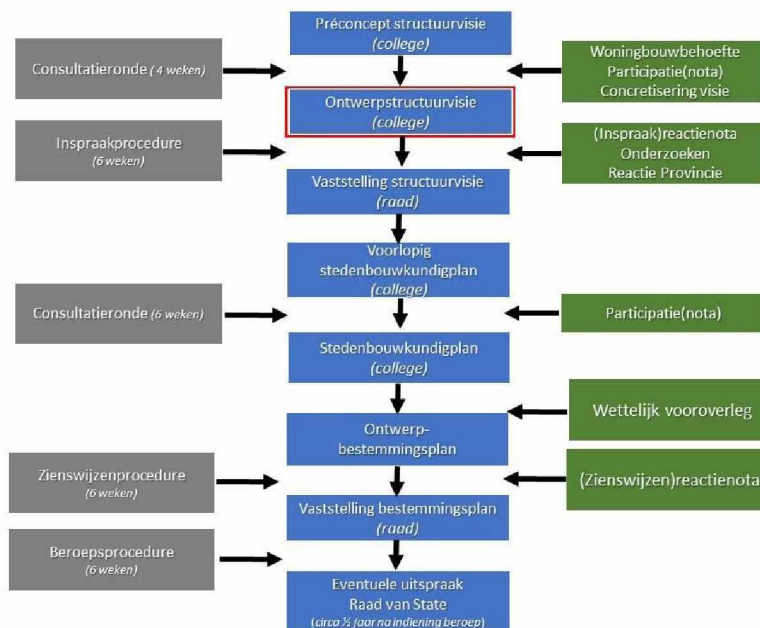 Préconcept structuurvisie
(college)
Consultatieronde (4 weken)
Woningbouwbehoefte
Participatie(nota)
Concretisering visie
Ontwerpstructuurvisie
(college)
Inspraakprocedure
(6 weken)
(Inspraak)reactienota
Onderzoeken
Reactie Provincie
Vaststelling structuurvisie
(raad)
Voorlopig
stedenbouwkundigplan
(college)
Consultatieronde (6 weken)
Participatie(nota)
Stedenbouwkundigplan
(college)
Wettelijk vooroverleg
Ontwerp-
bestemmingsplan
Zienswijzenprocedure
(6 weken)
(Zienswijzen)reactienota
Vaststelling bestemmingsplan
(raad)
Beroepsprocedure
(6 weken)
Eventuele uitspraak
Raad van State
(circa ½ jaar na indiening beroep)